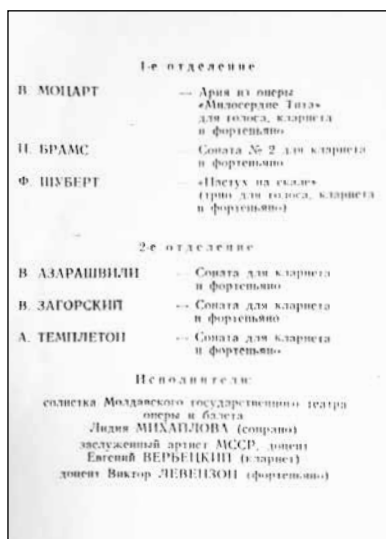 1-е отделение
В. МОЦАРТ — Ария из оперы
«Милосердие Тита»
для голоса, кларнета
и фортепьяно
И. БРАМС — Соната № 2 для кларнета
и фортепьяно
Ф. ШУБЕРТ — «Пастух на скале»
(трио для голоса, кларнета
и фортепьяно)
2-е отделение
В. АЗАРАШВИЛИ — Соната для кларнета
и фортепьяно
В. ЗАГОРСКИЙ — Соната для кларнета
и фортепьяно
А. ТЕМПЛЕТОН — Соната для кларнета
и фортепьяно
Исполнители:
солистка Молдавского государственного театра
оперы и балета
Лидия МИХАЙЛОВА (сопрано)
заслуженный артист МССР, доцент
Евгений ВЕРБЕЦКИЙ (кларнет)
доцент Виктор ЛЕВЕНЗОН (фортепьяно)